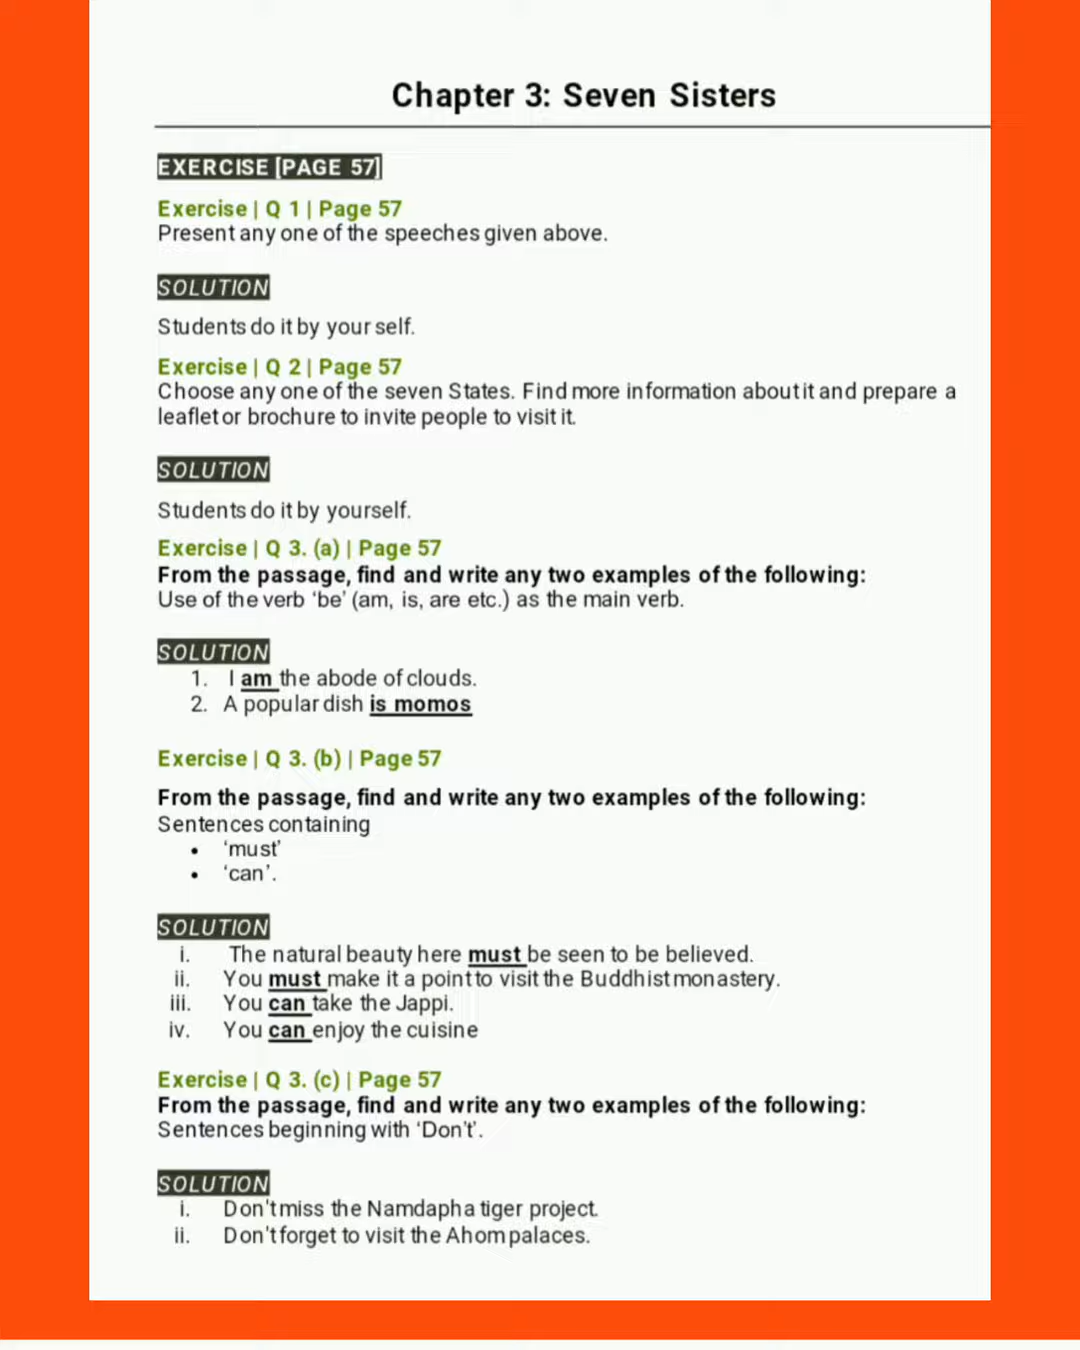 Chapter 3: Seven Sisters
EXERCISE [PAGE 57]
Exercise | Q 1 | Page 57
Present any one of the speeches given above.
SOLUTION
Students do it by your self.
Exercise | Q 2 | Page 57
Choose any one of the seven States. Find more information about it and prepare a
leaflet or brochure to invite people to visit it.
SOLUTION
Students do it by yourself.
Exercise | Q 3. (a) | Page 57
From the passage, find and write any two examples of the following:
Use of the verb ‘be’ (am, is, are etc.) as the main verb.
SOLUTION
1. I am the abode of clouds.
2. A popular dish is momos
Exercise | Q 3. (b) | Page 57
From the passage, find and write any two examples of the following:
Sentences containing
• ‘must’
• ‘can’.
SOLUTION
i. The natural beauty here must be seen to be believed.
ii. You must make it a point to visit the Buddhist monastery.
iii. You can take the Jappi.
iv. You can enjoy the cuisine
Exercise | Q 3. (c) | Page 57
From the passage, find and write any two examples of the following:
Sentences beginning with ‘Don’t’.
SOLUTION
i. Don't miss the Namdapha tiger project.
ii. Don't forget to visit the Ahom palaces.